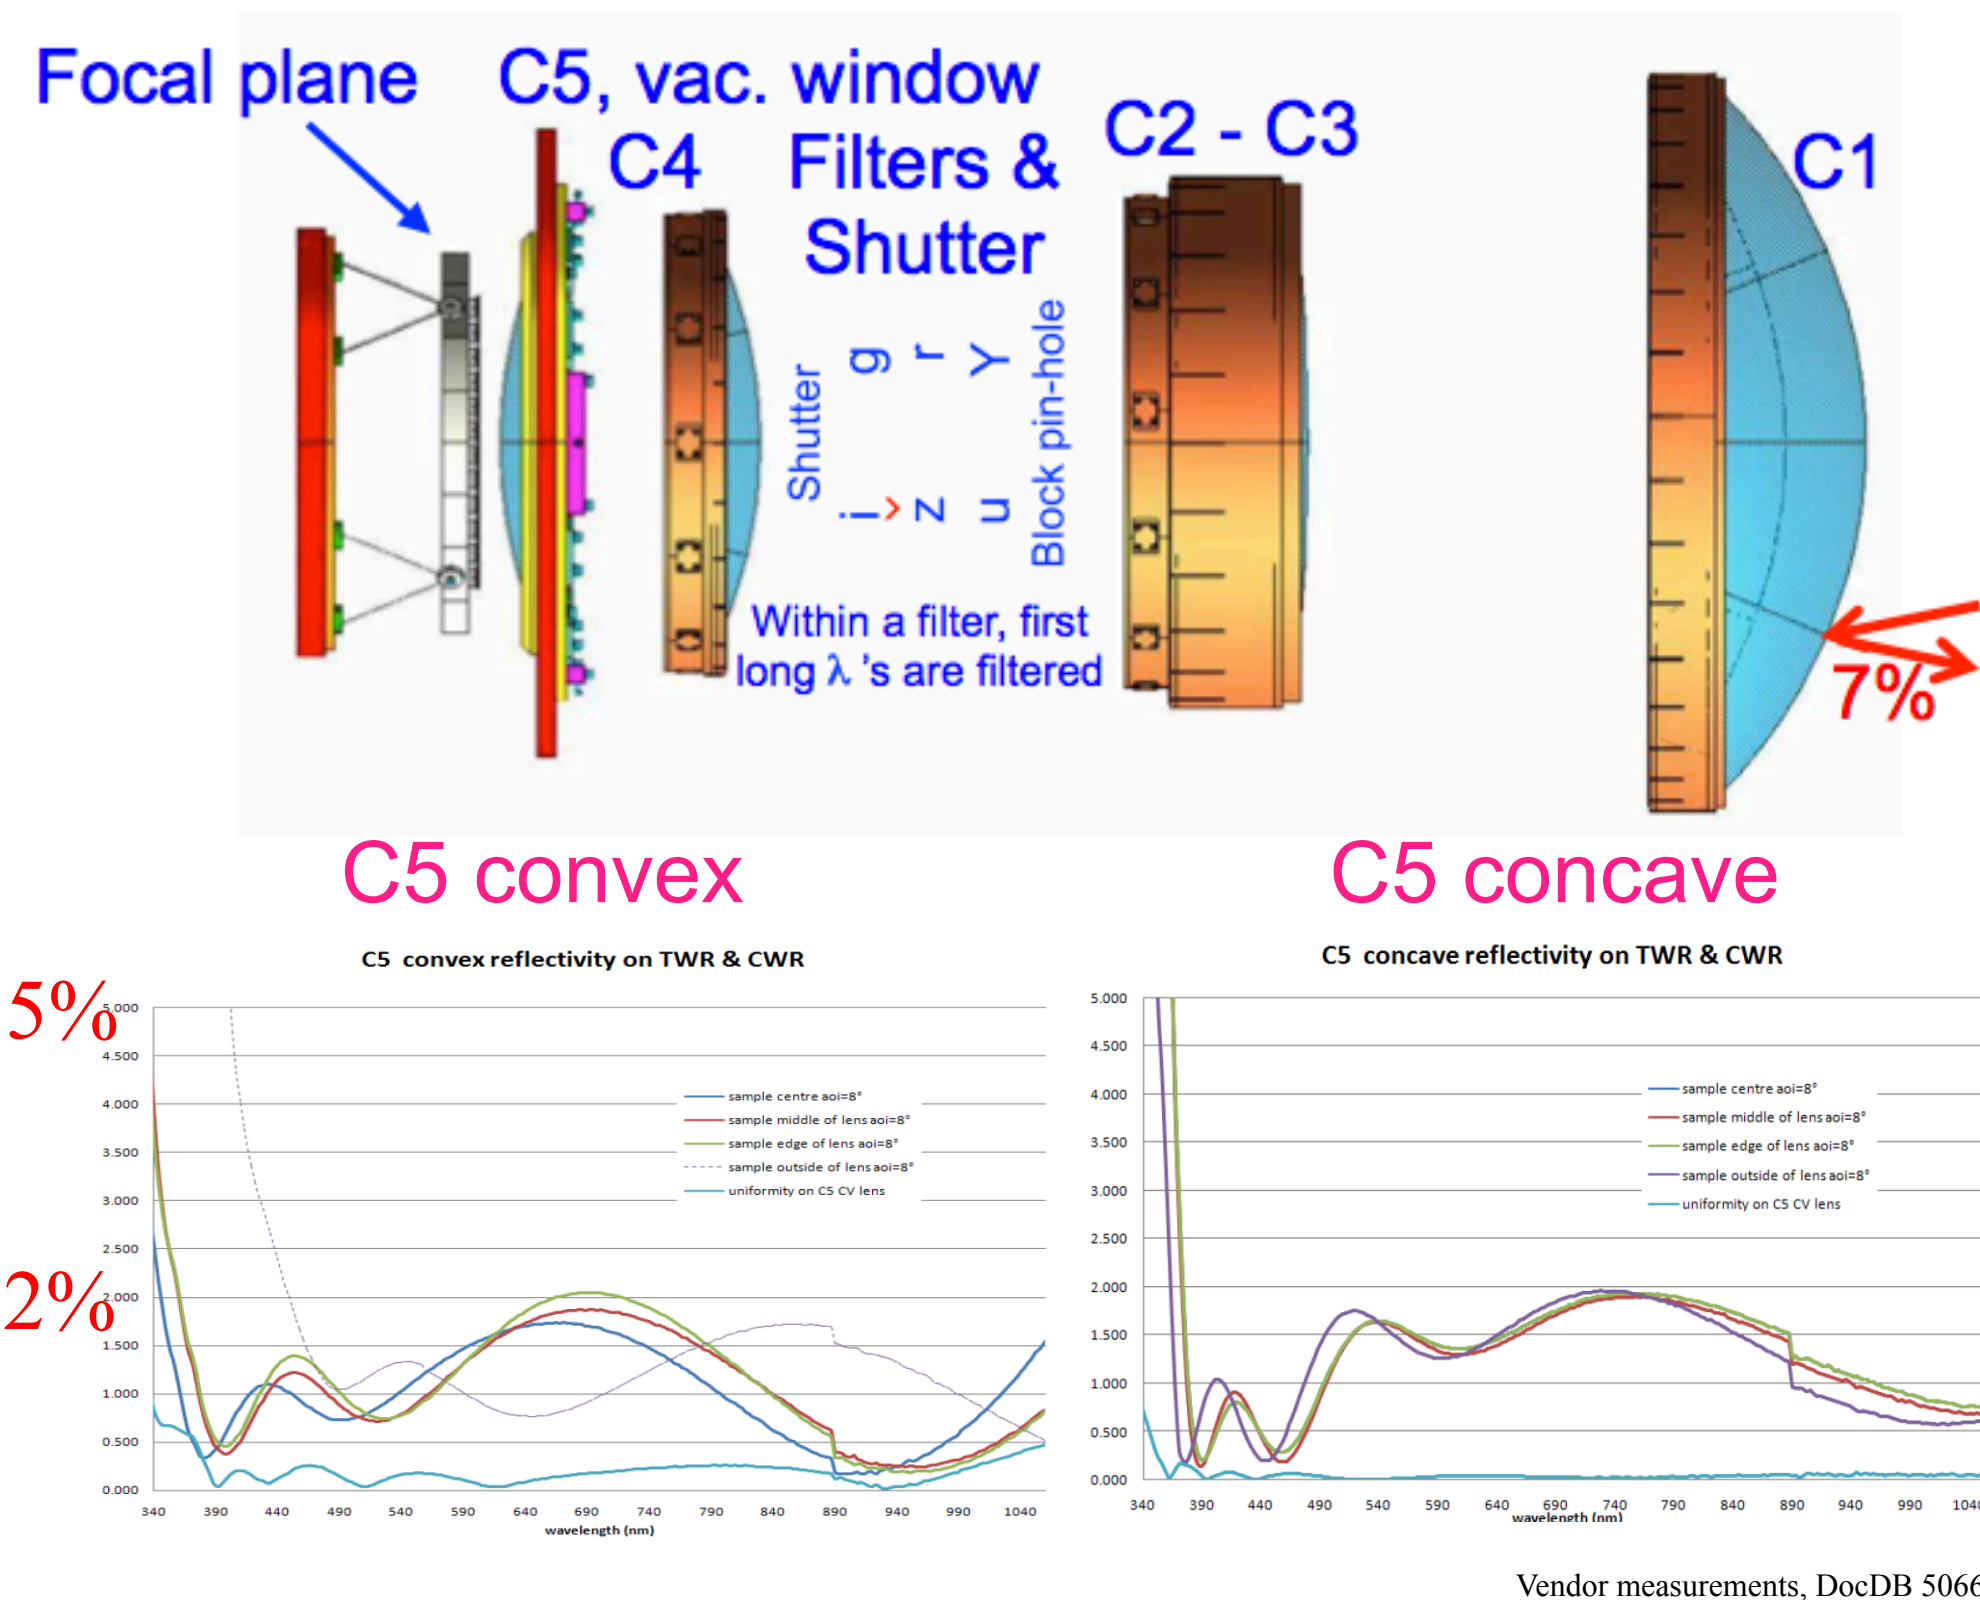 Focal plane
C5, vac. window
C4
Filters &
Shutter
C2 - C3
C1
Shutter
g
r
Y
i
>
z
u
Block pin-hole
Within a filter, first
long λ 's are filtered
7%
C5 convex
C5 concave
C5 convex reflectivity on TWR & CWR
5%
2%
5.000
4.500
4.000
3.500
3.000
2.500
2.000
1.500
1.000
0.500
0.000
sample centre aoi=8°
sample middle of lens aoi=8°
sample edge of lens aoi=8°
sample outside of lens aoi=8°
uniformity on C5 CV lens
340 390 440 490 540 590 640 690 740 790 840 890 940 990 1040
wavelength (nm)
C5 concave reflectivity on TWR & CWR
5.000
4.500
4.000
3.500
3.000
2.500
2.000
1.500
1.000
0.500
0.000
sample centre aoi=8°
sample middle of lens aoi=8°
sample edge of lens aoi=8°
sample outside of lens aoi=8°
uniformity on C5 CV lens
340 390 440 490 540 590 640 690 740 790 840 890 940 990 1040
wavelength (nm)
Vendor measurements, DocDB 5066